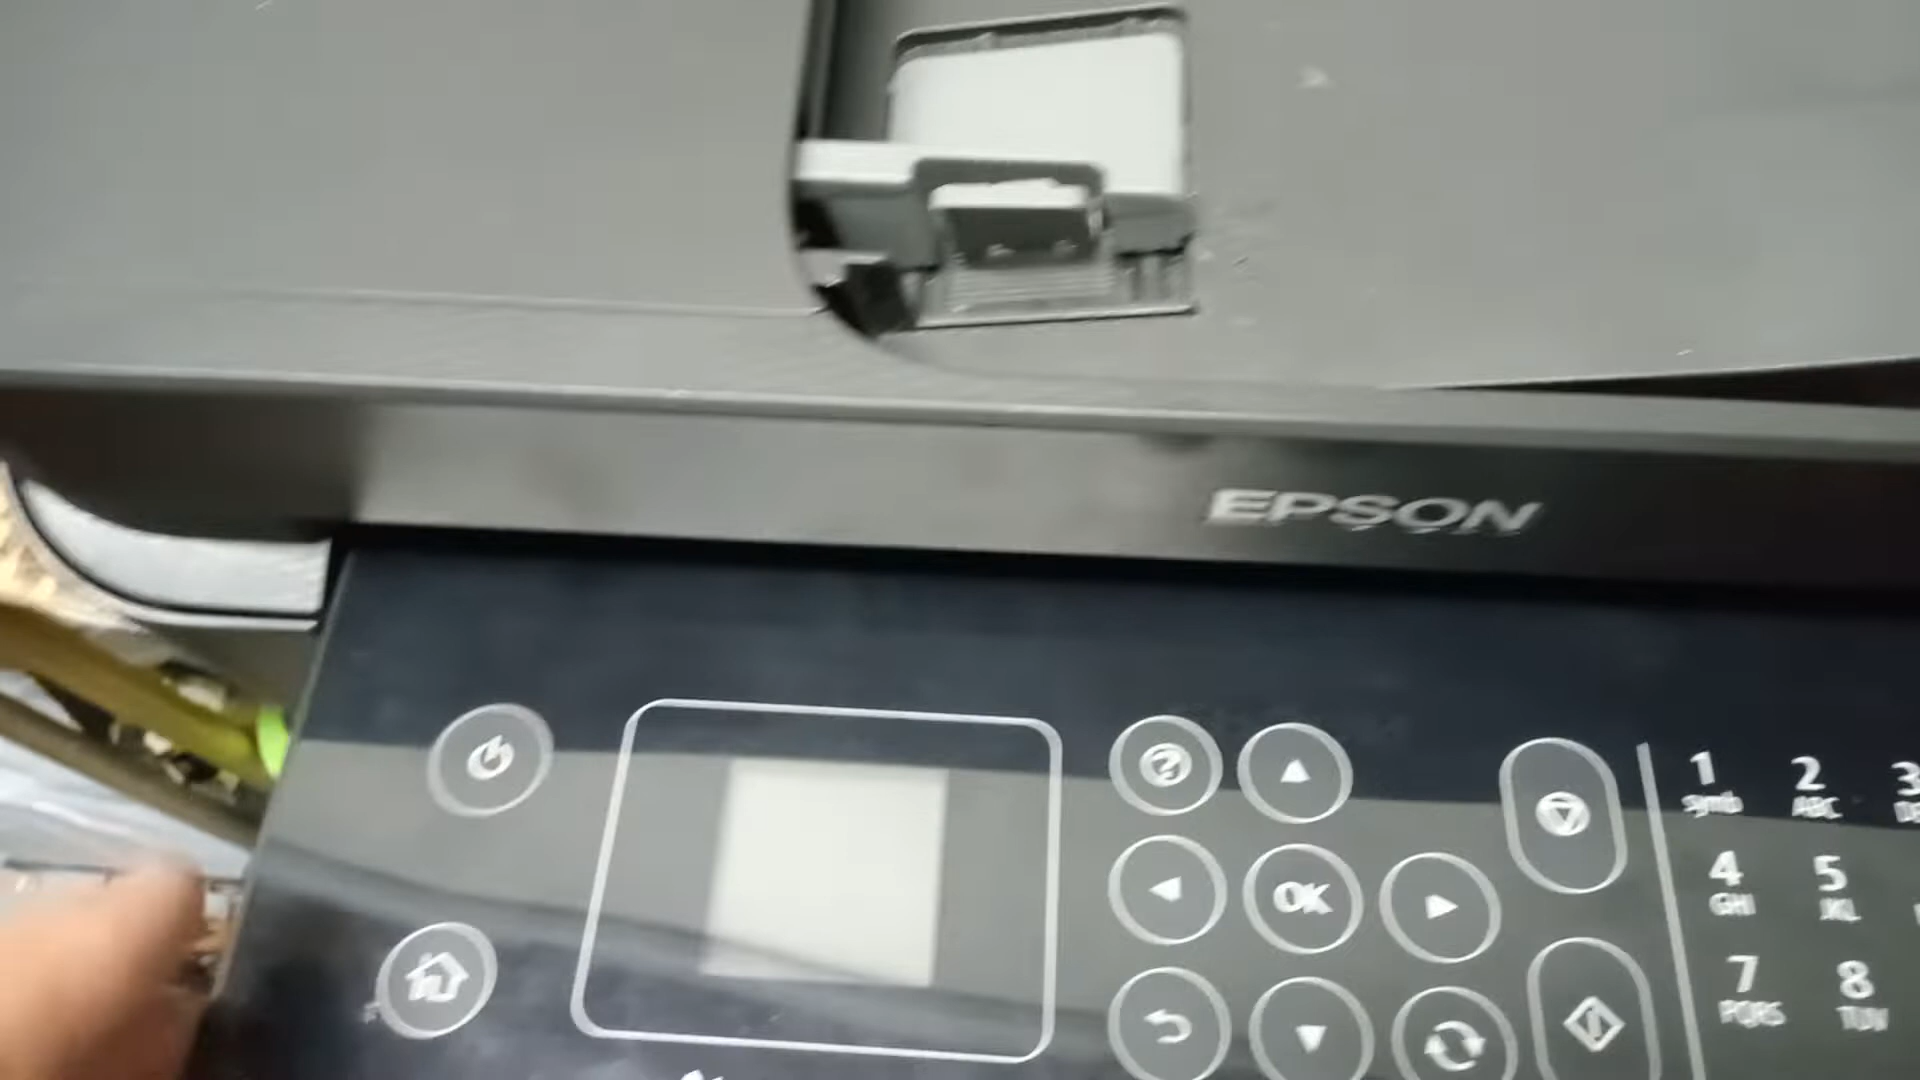 EPSON
1 2 3
symb ABC
4 5
GHI JKL
OK
7 8
PQRS TUV